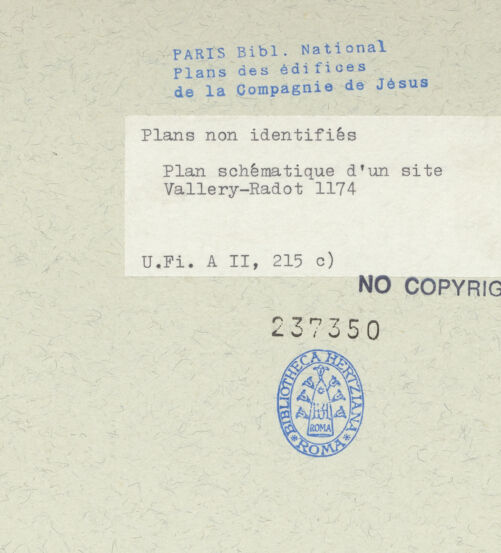 PARIS Bibl. National
Plans des édifices
de la Compagnie de Jésus
Plans non identifiés
Plan schématique d'un site
Vallery-Radot 1174
U.Fi. A II, 215 c)
NO COPYRIG
237350
BIBLIOTHECA HERTZIANA
ROMA
ROMA